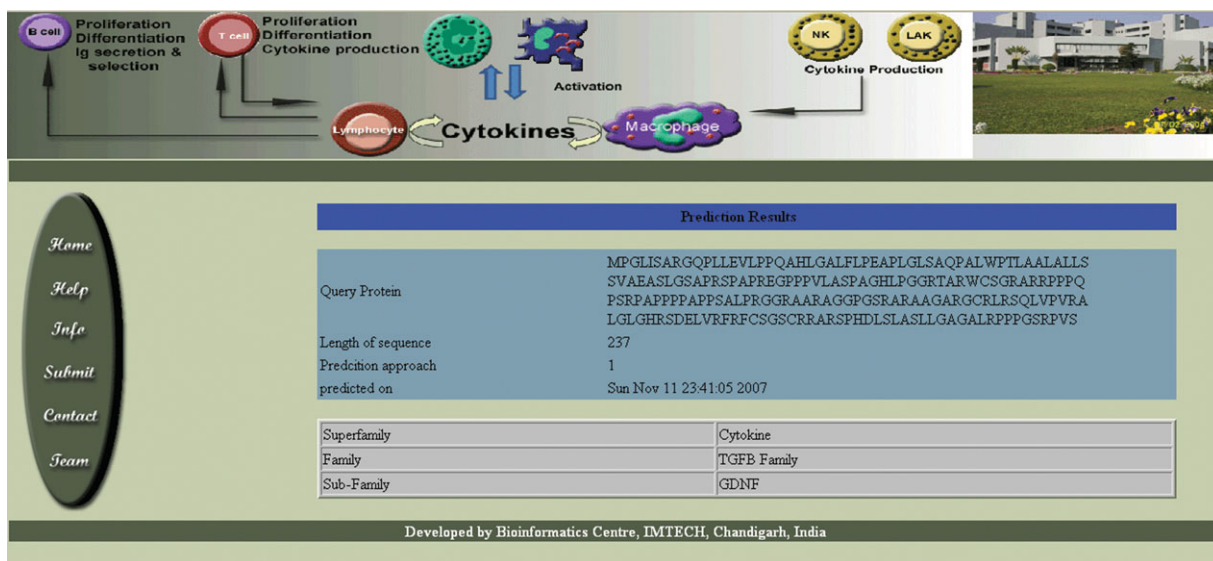 B cell
Proliferation
Differentiation
Ig secretion &
selection
T cell
Proliferation
Differentiation
Cytokine production
Activation
NK
LAK
Cytokine Production
Lymphocyte
Cytokines
Macrophage
Home
Help
Info
Submit
Contact
Team
Prediction Results
Query Protein
MPGLISARGQPLLEVLPPQAHLGALFLPEAPLGLSAQPALWPTLAALALLS
SVAEASLGSAPRSPAPREGPPPVLASPAGHLPGGRTARWCSGRARRPPPQ
PSRPAPPPPAPPSALPRGGRAARAGGPGSRARAAGARGCRLRSQLVPVRA
LGLGHRSDELVRFRFCSGSCRRARSPHDLSLASLLGAGALRPPPGSRPVS
Length of sequence 237
Predcition approach 1
predicted on Sun Nov 11 23:41:05 2007
Superfamily Cytokine
Family TGFB Family
Sub-Family GDNF
Developed by Bioinformatics Centre, IMTECH, Chandigarh, India